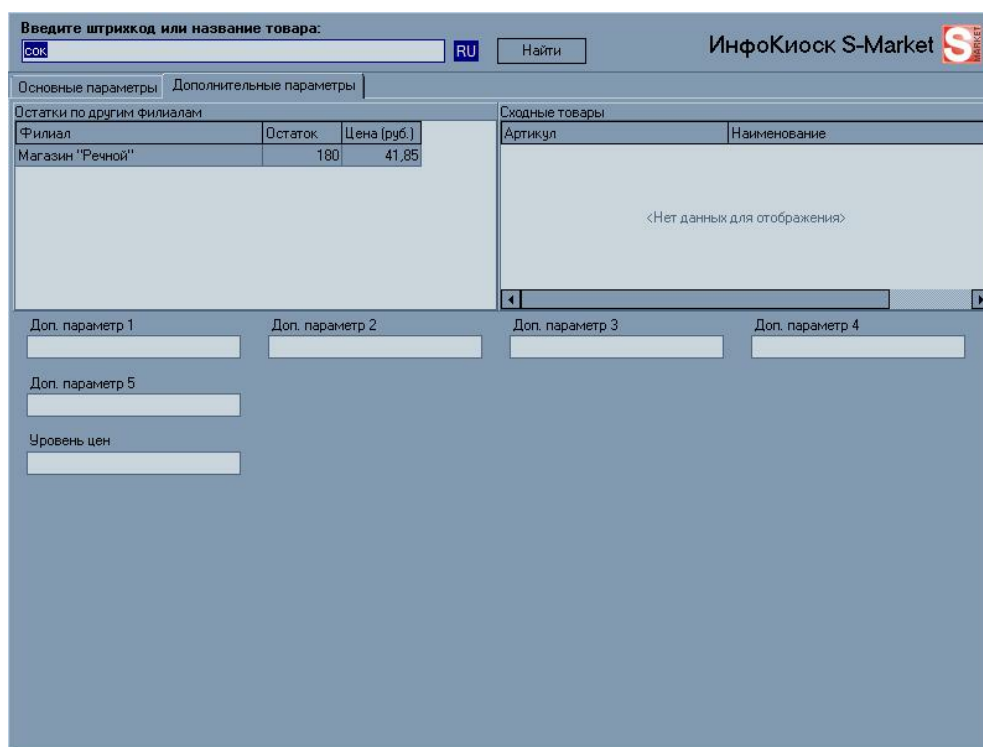 Введите штрихкод или название товара:
сок RU Найти ИнфоКиоск S-Market S MARKET
Основные параметры Дополнительные параметры
Остатки по другим филиалам Сходные товары
Филиал Остаток Цена (руб.) Артикул Наименование
Магазин "Речной" 180 41,85
<Нет данных для отображения>
Доп. параметр 1 Доп. параметр 2 Доп. параметр 3 Доп. параметр 4
Доп. параметр 5
Уровень цен